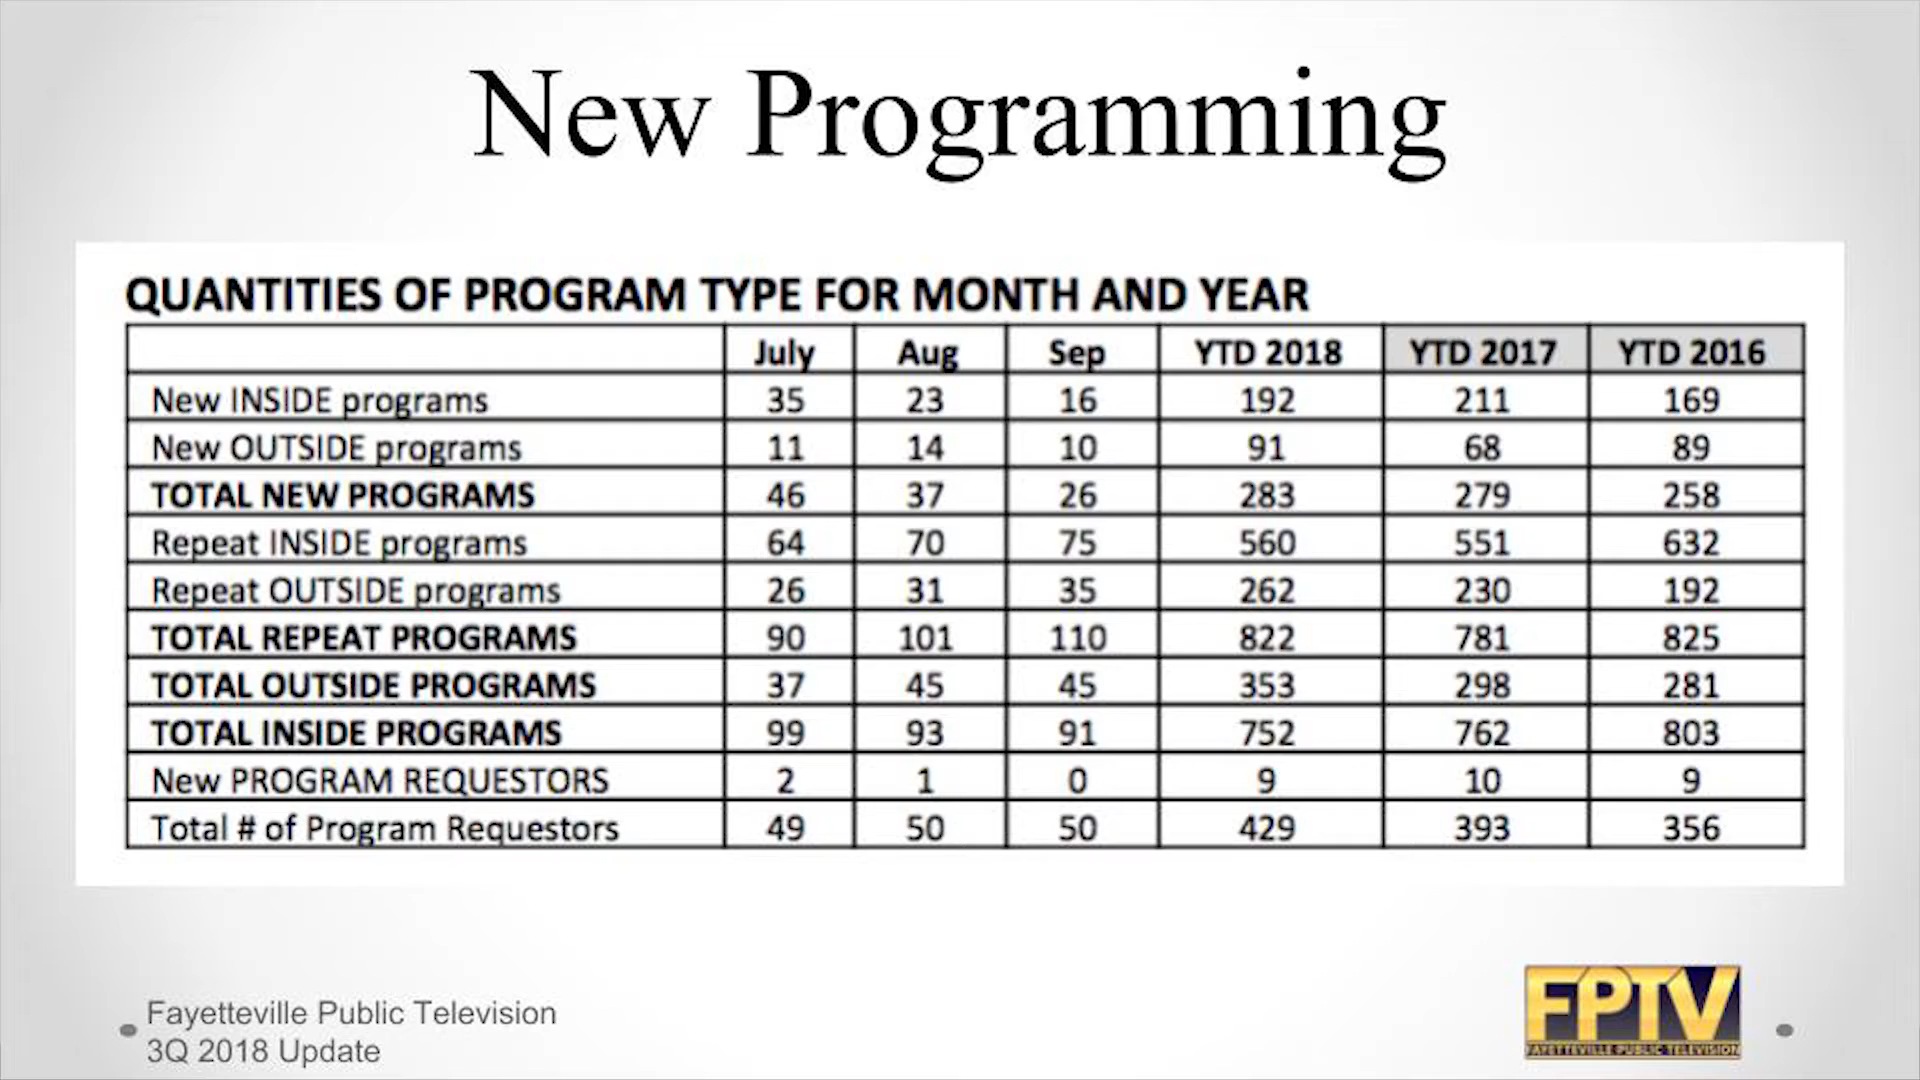 New Programming
QUANTITIES OF PROGRAM TYPE FOR MONTH AND YEAR
July Aug Sep YTD 2018 YTD 2017 YTD 2016
New INSIDE programs 35 23 16 192 211 169
New OUTSIDE programs 11 14 10 91 68 89
TOTAL NEW PROGRAMS 46 37 26 283 279 258
Repeat INSIDE programs 64 70 75 560 551 632
Repeat OUTSIDE programs 26 31 35 262 230 192
TOTAL REPEAT PROGRAMS 90 101 110 822 781 825
TOTAL OUTSIDE PROGRAMS 37 45 45 353 298 281
TOTAL INSIDE PROGRAMS 99 93 91 752 762 803
New PROGRAM REQUESTORS 2 1 0 9 10 9
Total # of Program Requestors 49 50 50 429 393 356
Fayetteville Public Television
3Q 2018 Update
FPTV
FAYETTEVILLE PUBLIC TELEVISION